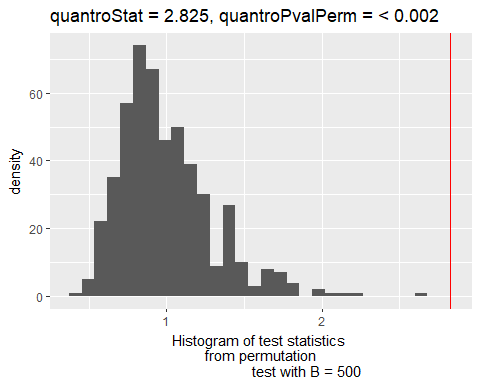 quantroStat = 2.825, quantroPvalPerm = < 0.002
density
60
40
20
0
1
2
Histogram of test statistics
from permutation
test with B = 500